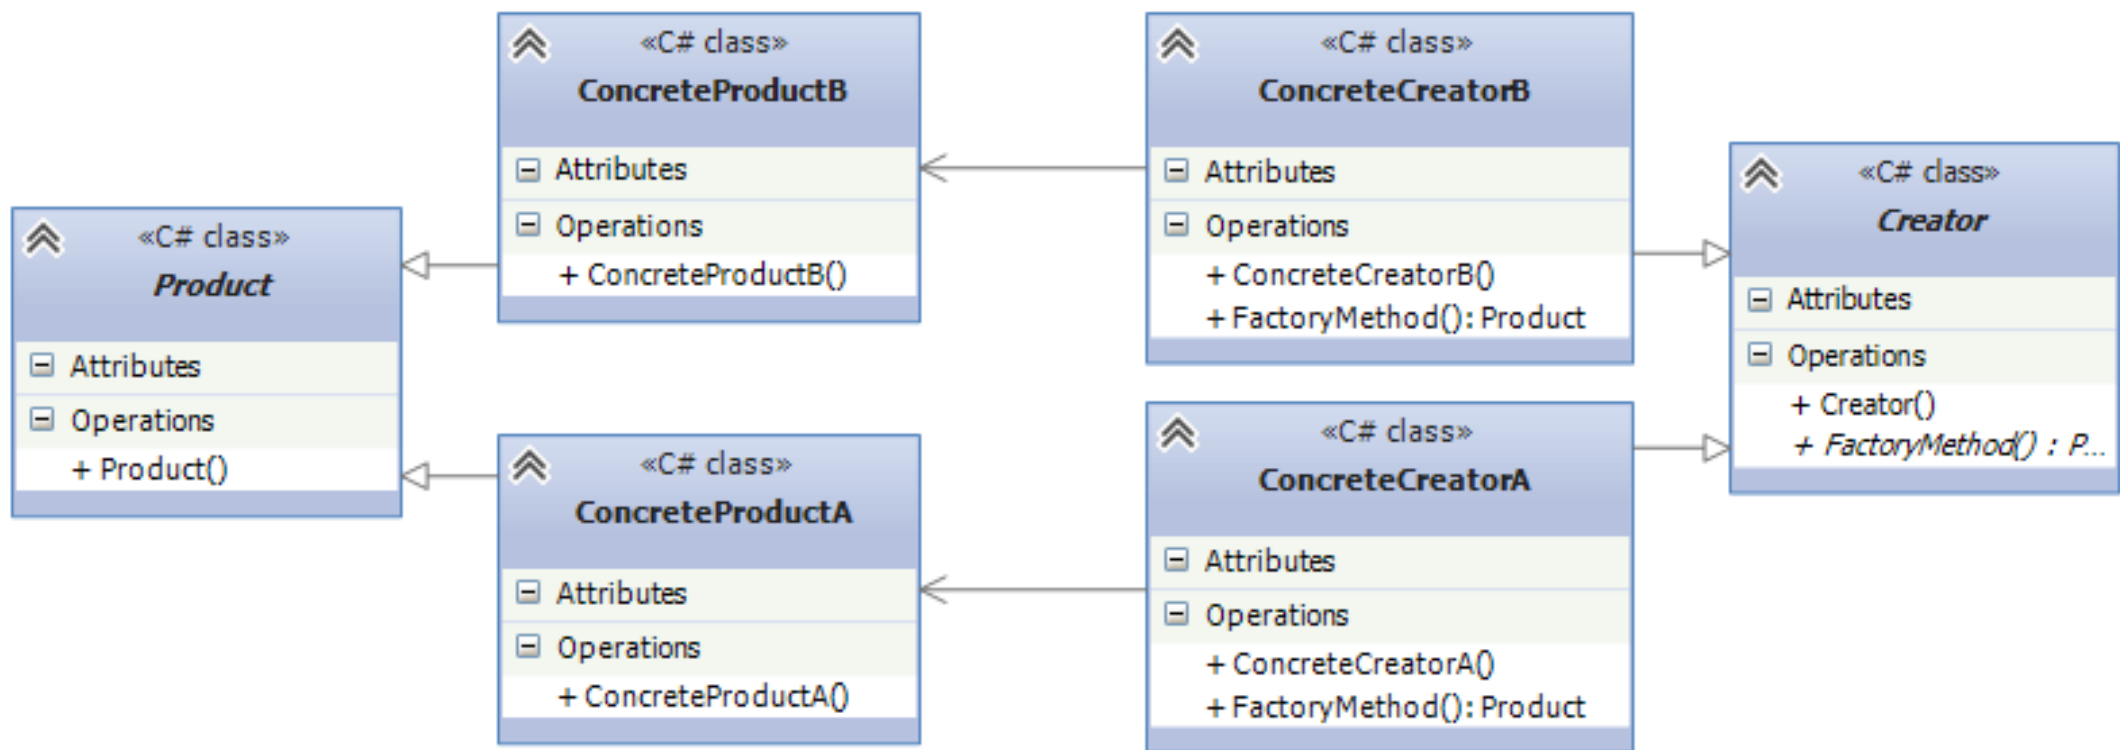 «C# class»
Product
Attributes
Operations
+ Product()
«C# class»
ConcreteProductB
Attributes
Operations
+ ConcreteProductB()
«C# class»
ConcreteProductA
Attributes
Operations
+ ConcreteProductA()
«C# class»
ConcreteCreatorB
Attributes
Operations
+ ConcreteCreatorB()
+ FactoryMethod(): Product
«C# class»
ConcreteCreatorA
Attributes
Operations
+ ConcreteCreatorA()
+ FactoryMethod(): Product
«C# class»
Creator
Attributes
Operations
+ Creator()
+ FactoryMethod() : P...